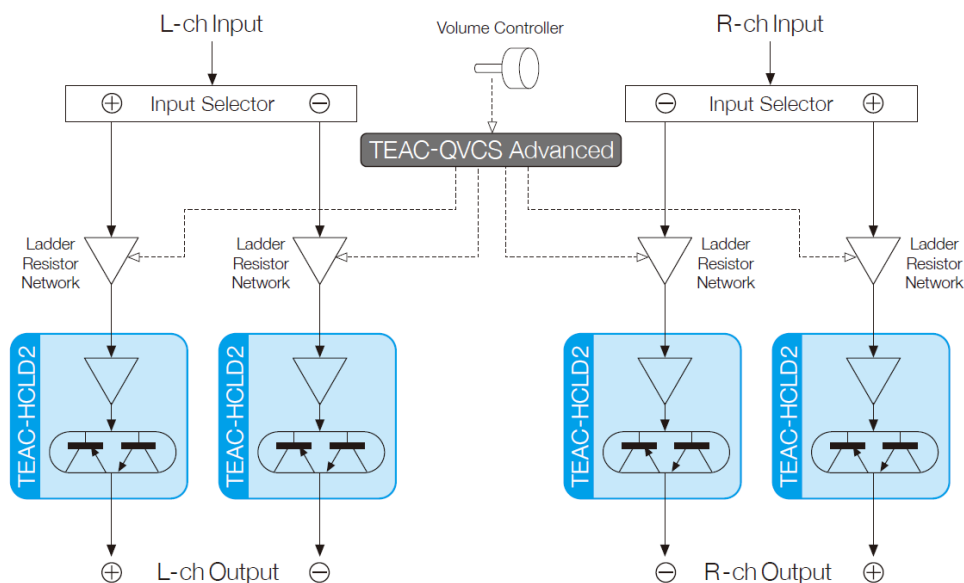 L-ch Input
Volume Controller
R-ch Input
⊕ Input Selector ⊖
⊖ Input Selector ⊕
TEAC-QVCS Advanced
Ladder
Resistor
Network
Ladder
Resistor
Network
Ladder
Resistor
Network
Ladder
Resistor
Network
TEAC-HCLD2
TEAC-HCLD2
TEAC-HCLD2
TEAC-HCLD2
⊕ L-ch Output ⊖
⊖ R-ch Output ⊕